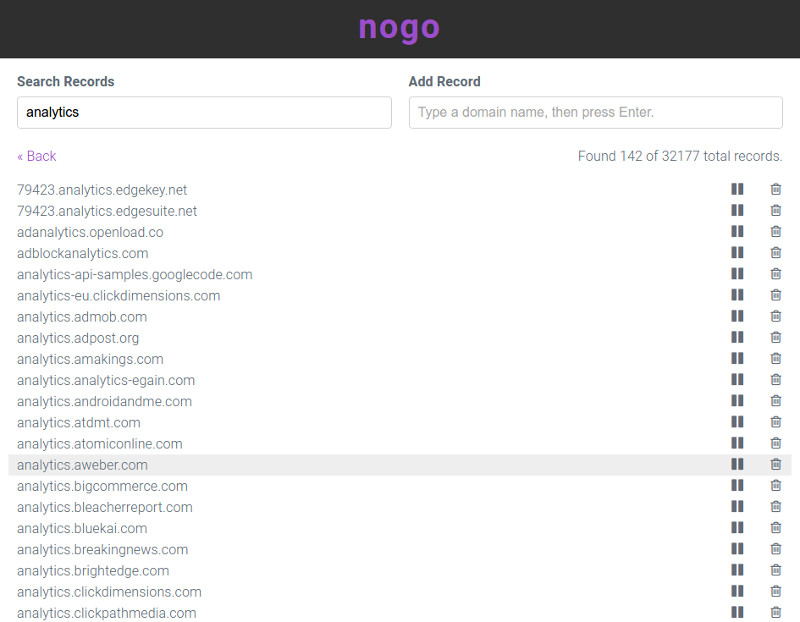 nogo
Search Records
Add Record
analytics
Type a domain name, then press Enter.
« Back
Found 142 of 32177 total records.
79423.analytics.edgekey.net
79423.analytics.edgesuite.net
adanalytics.openload.co
adblockanalytics.com
analytics-api-samples.googlecode.com
analytics-eu.clickdimensions.com
analytics.admob.com
analytics.adpost.org
analytics.amakings.com
analytics.analytics-egain.com
analytics.androidandme.com
analytics.atdmt.com
analytics.atomiconline.com
analytics.aweber.com
analytics.bigcommerce.com
analytics.bleacherreport.com
analytics.bluekai.com
analytics.breakingnews.com
analytics.brightedge.com
analytics.clickdimensions.com
analytics.clickpathmedia.com